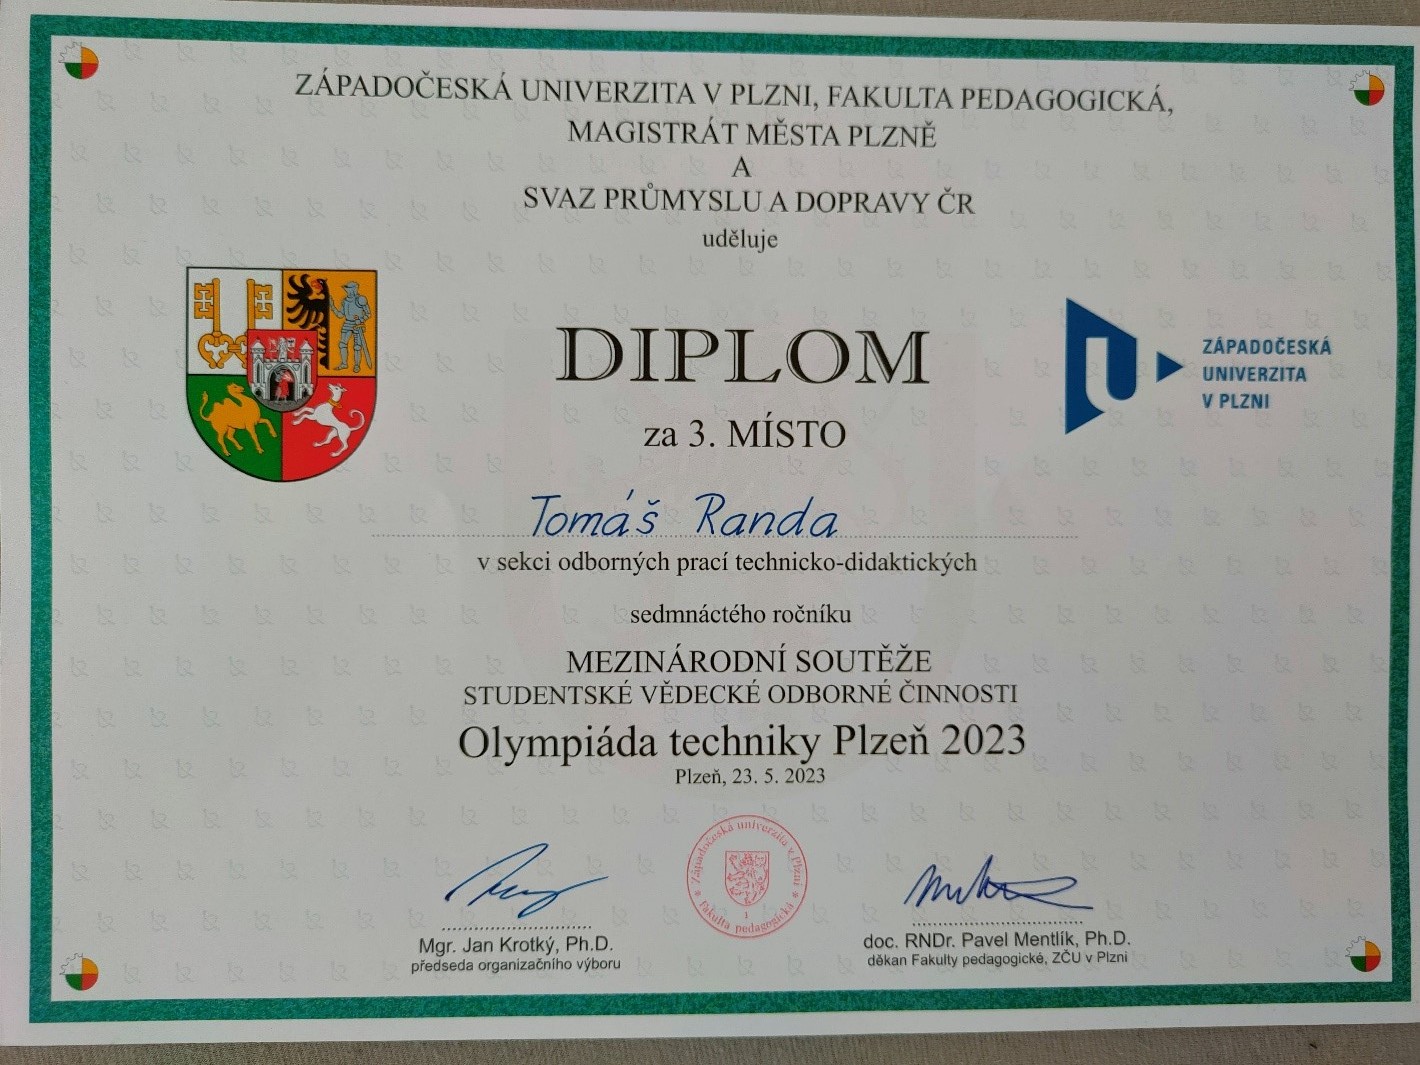 ZÁPADOČESKÁ UNIVERZITA V PLZNI, FAKULTA PEDAGOGICKÁ,
MAGISTRÁT MĚSTA PLZNĚ
A
SVAZ PRŮMYSLU A DOPRAVY ČR
uděluje
DIPLOM
za 3. MÍSTO
ZÁPADOČESKÁ
UNIVERZITA
V PLZNI
Tomáš Randa
v sekci odborných prací technicko-didaktických
sedmnáctého ročníku
MEZINÁRODNÍ SOUTĚŽE
STUDENTSKÉ VĚDECKÉ ODBORNÉ ČINNOSTI
Olympiáda techniky Plzeň 2023
Plzeň, 23. 5. 2023
Západočeská univerzita v Plzni
* Fakulta pedagogická *
1
Mgr. Jan Krotký, Ph.D.
předseda organizačního výboru
doc. RNDr. Pavel Mentlík, Ph.D.
děkan Fakulty pedagogické, ZČU v Plzni